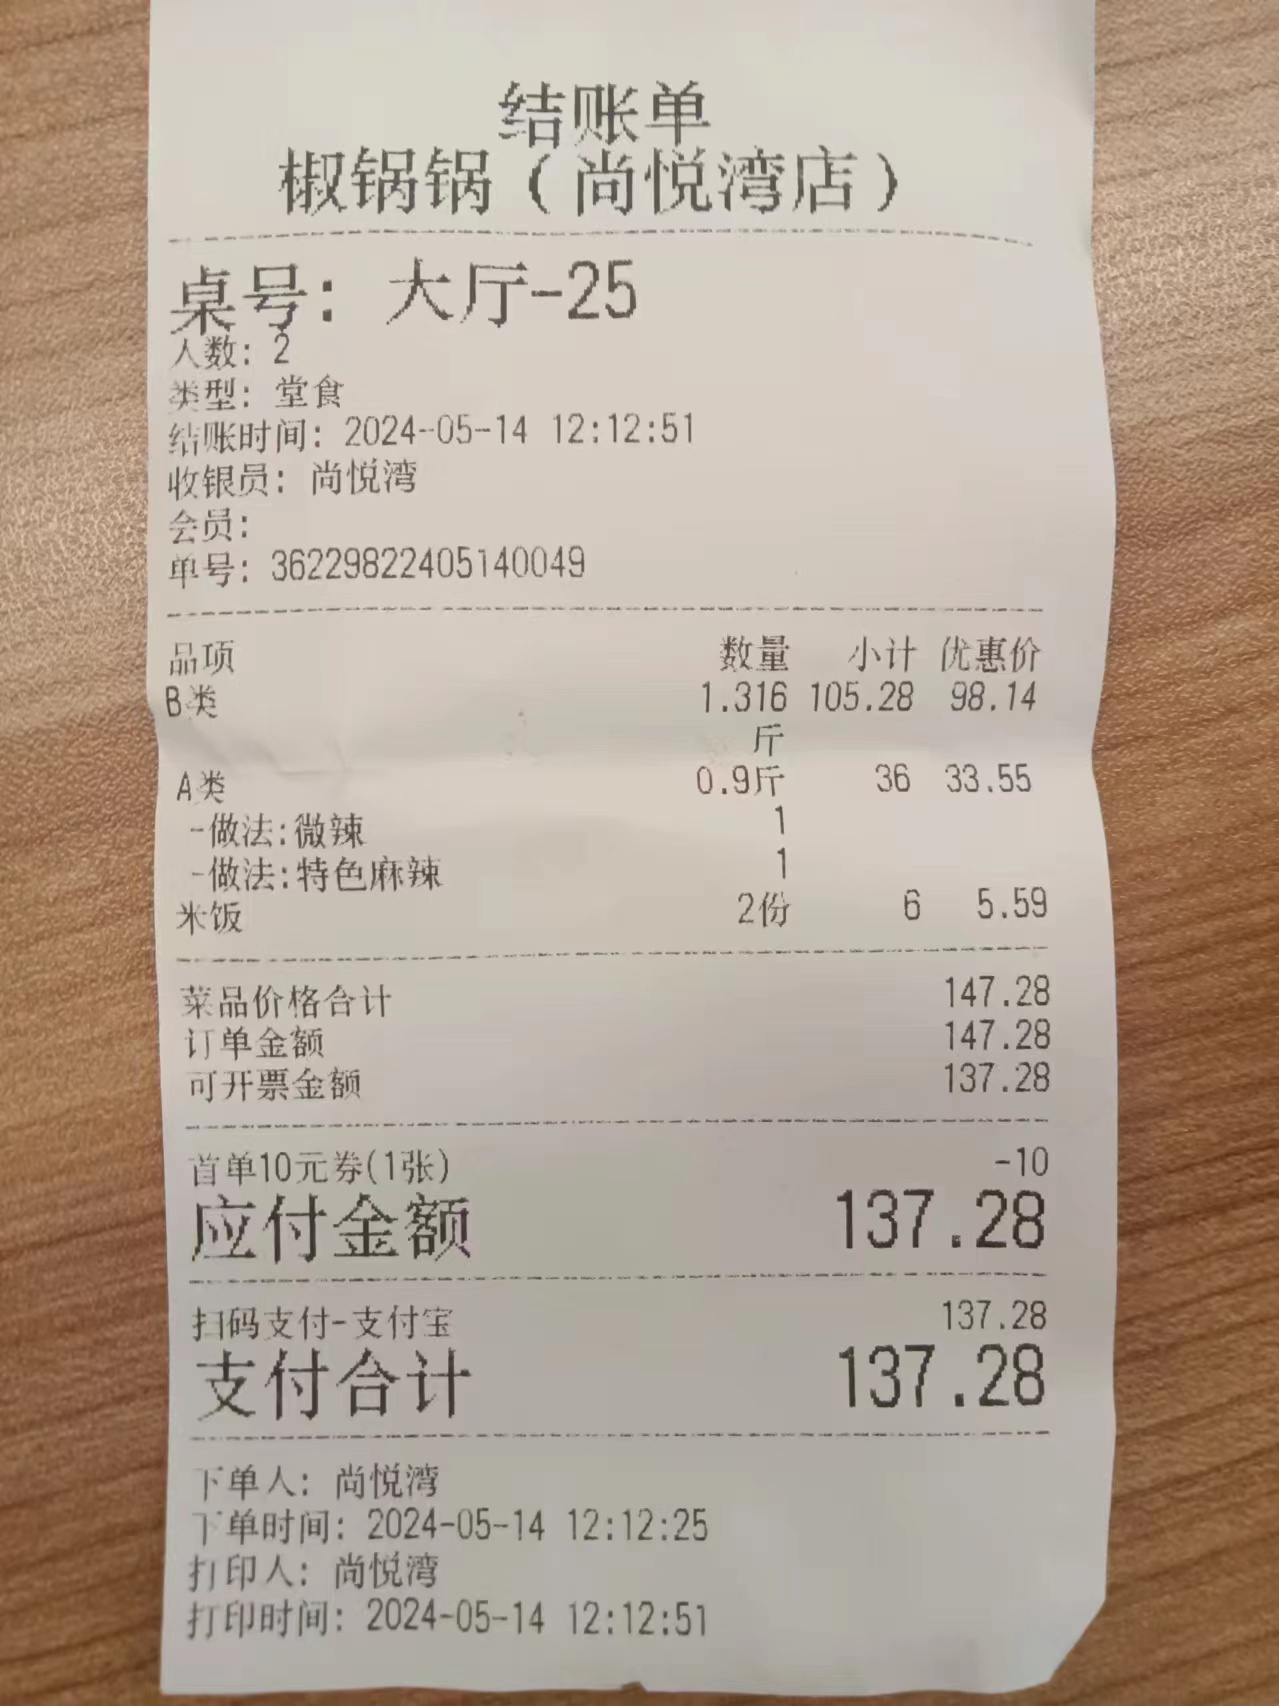 结账单
椒锅锅（尚悦湾店）
桌号：大厅-25
人数：2
类型：堂食
结账时间：2024-05-14 12:12:51
收银员：尚悦湾
会员：
单号：36229822405140049
品项 数量 小计 优惠价
B类 1.316 105.28 98.14
斤
A类 0.9斤 36 33.55
-做法:微辣 1
-做法:特色麻辣 1
米饭 2份 6 5.59
菜品价格合计 147.28
订单金额 147.28
可开票金额 137.28
首单10元券(1张) -10
应付金额 137.28
扫码支付-支付宝 137.28
支付合计 137.28
下单人：尚悦湾
下单时间：2024-05-14 12:12:25
打印人：尚悦湾
打印时间：2024-05-14 12:12:51